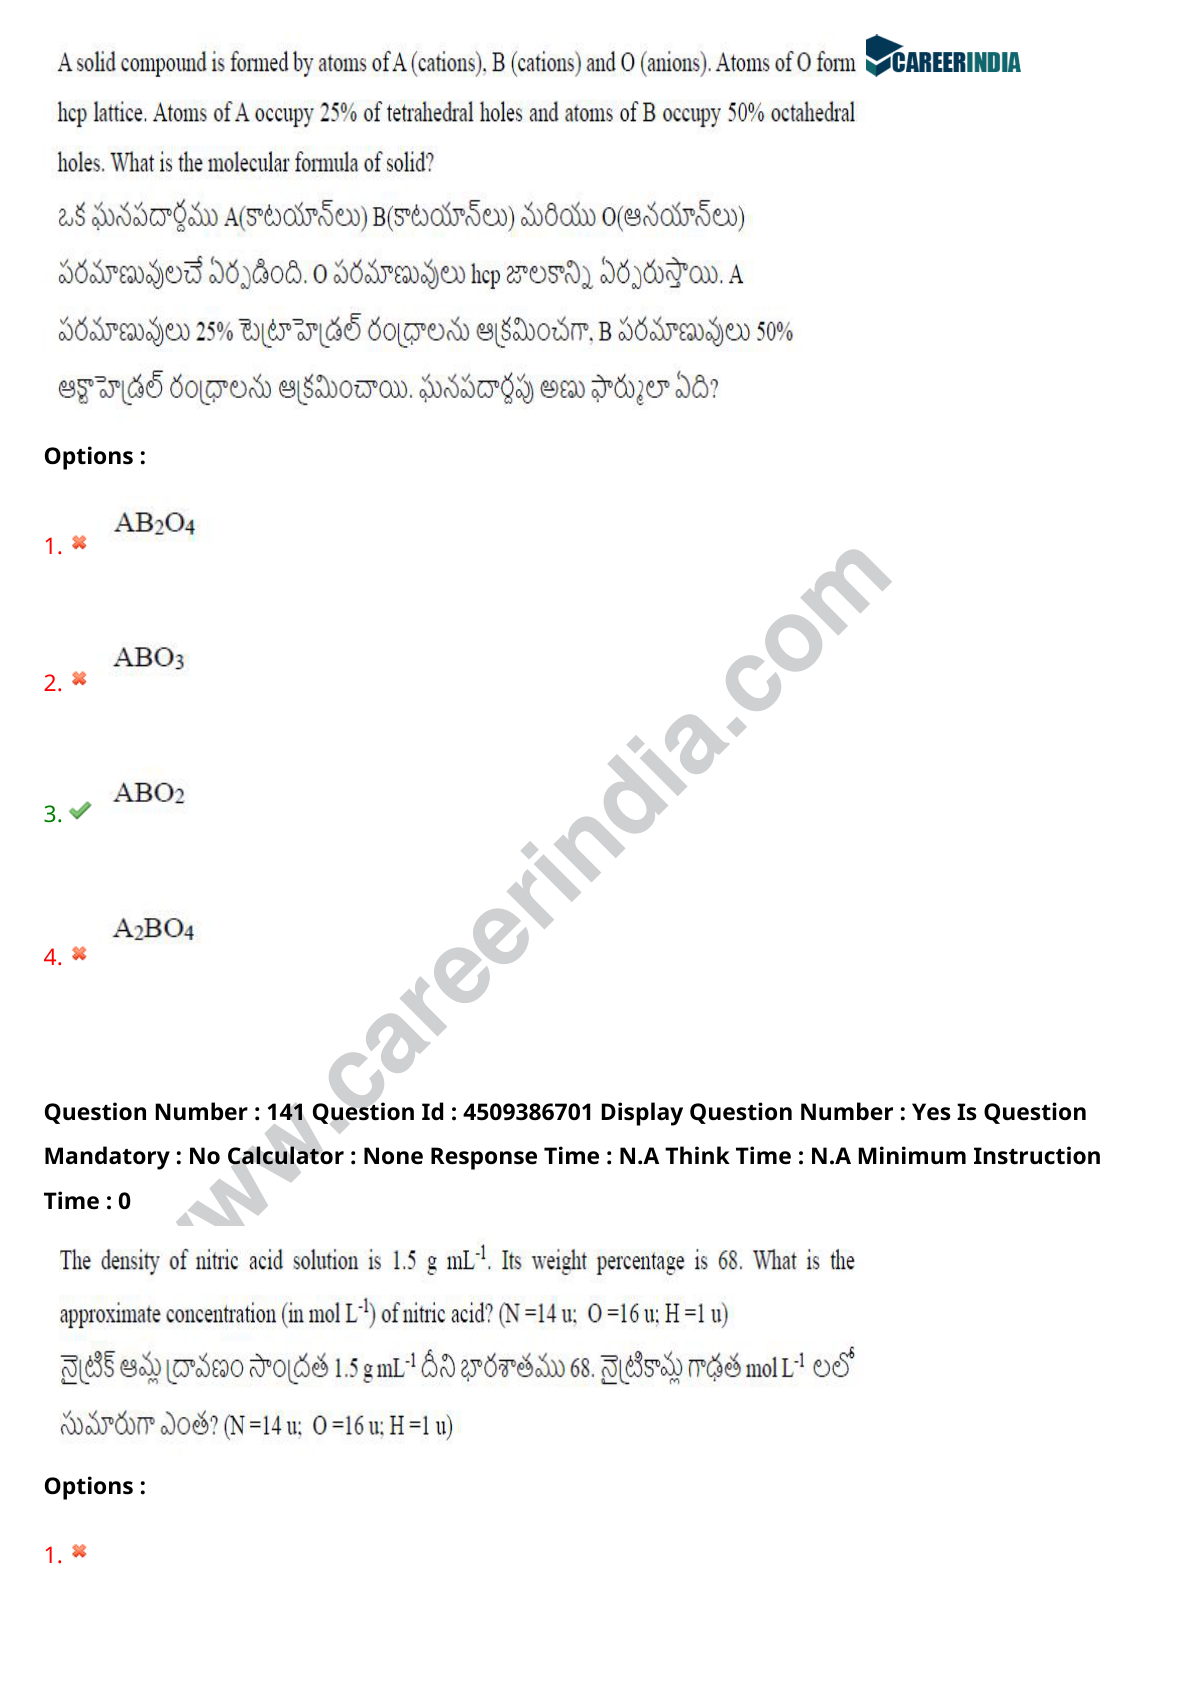 A solid compound is formed by atoms of A (cations), B (cations) and O (anions). Atoms of O form
CAREERINDIA
hcp lattice. Atoms of A occupy 25% of tetrahedral holes and atoms of B occupy 50% octahedral
holes. What is the molecular formula of solid?
ఒక ఘనపదార్థము A(కాటయాన్‌లు) B(కాటయాన్‌లు) మరియు O(ఆనయాన్‌లు)
పరమాణువులచే ఏర్పడింది. O పరమాణువులు hcp జాలకాన్ని ఏర్పరుస్తాయి. A
పరమాణువులు 25% టెట్రాహెడ్రల్ రంధ్రాలను ఆక్రమించగా, B పరమాణువులు 50%
ఆక్టాహెడ్రల్ రంధ్రాలను ఆక్రమించాయి. ఘనపదార్థపు అణు ఫార్ములా ఏది?
Options :
1. AB2O4
2. ABO3
3. ABO2
4. A2BO4
www.careerindia.com
Question Number : 141 Question Id : 4509386701 Display Question Number : Yes Is Question
Mandatory : No Calculator : None Response Time : N.A Think Time : N.A Minimum Instruction
Time : 0
The density of nitric acid solution is 1.5 g mL-1. Its weight percentage is 68. What is the
approximate concentration (in mol L-1) of nitric acid? (N =14 u; O =16 u; H =1 u)
నైట్రిక్ ఆమ్ల ద్రావణం సాంద్రత 1.5 g mL-1 దీని భారశాతము 68. నైట్రికామ్ల గాఢత mol L-1 లలో
సుమారుగా ఎంత? (N =14 u; O =16 u; H =1 u)
Options :
1.